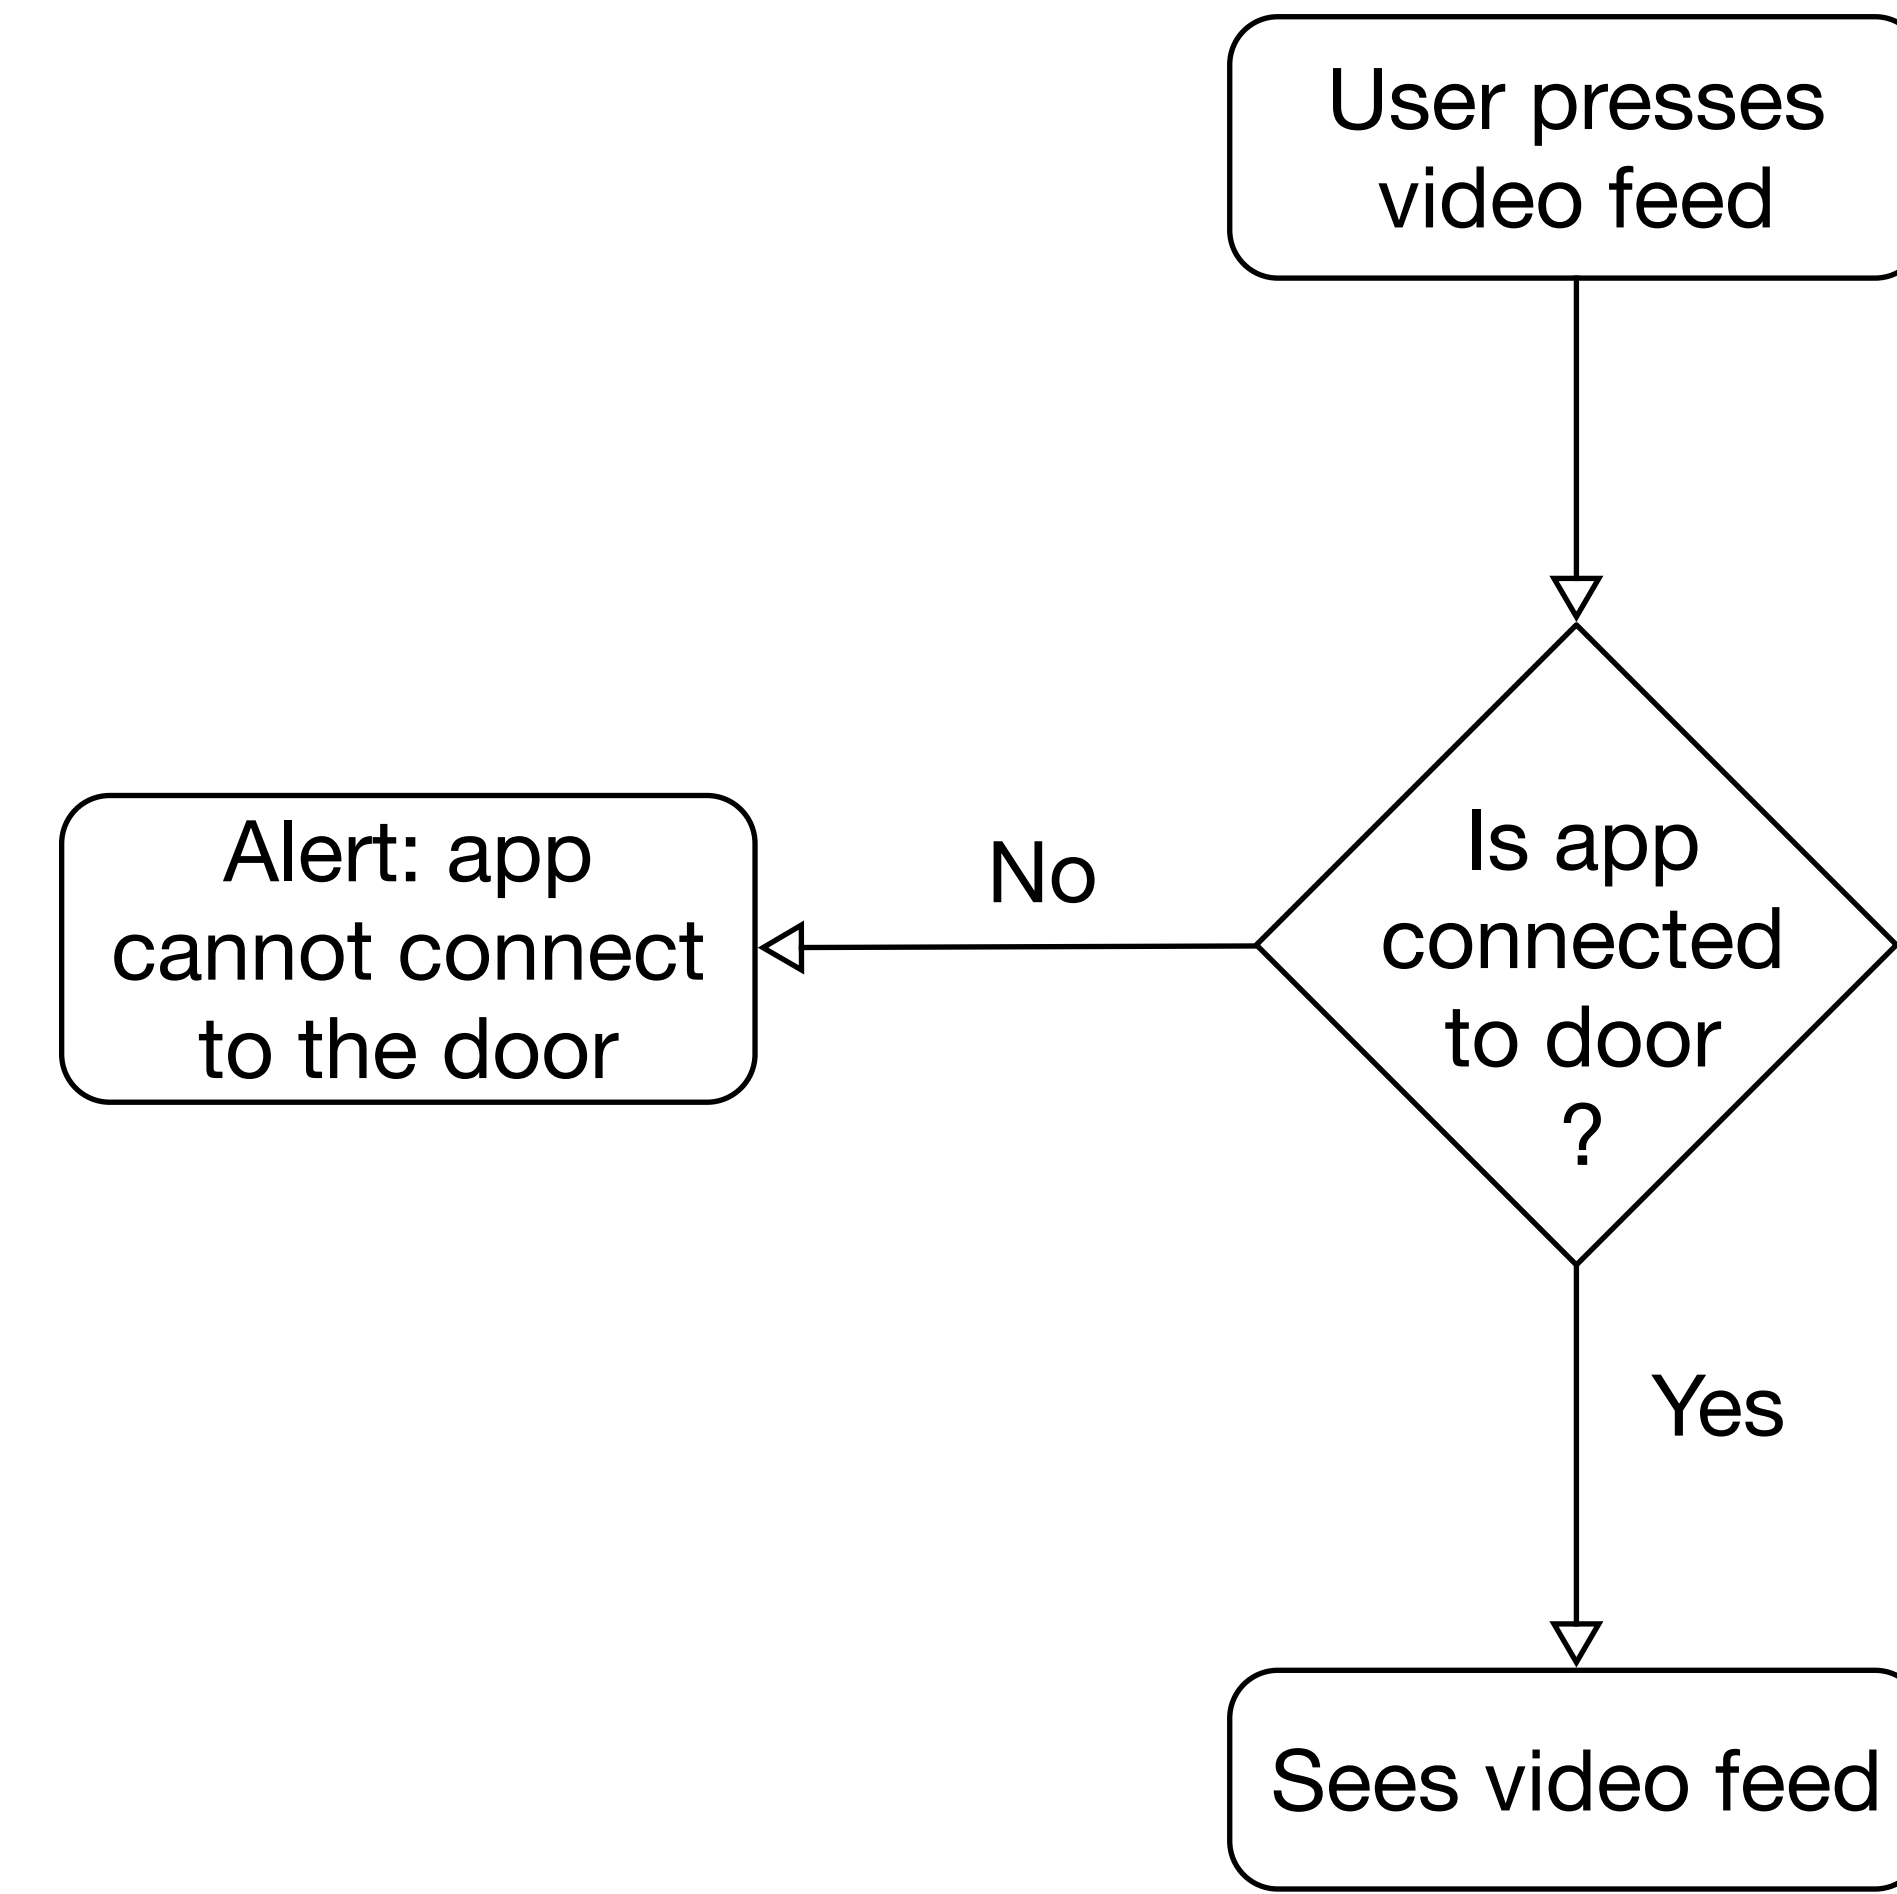 User presses
video feed
Is app
connected
to door
?
No
Alert: app
cannot connect
to the door
Yes
Sees video feed